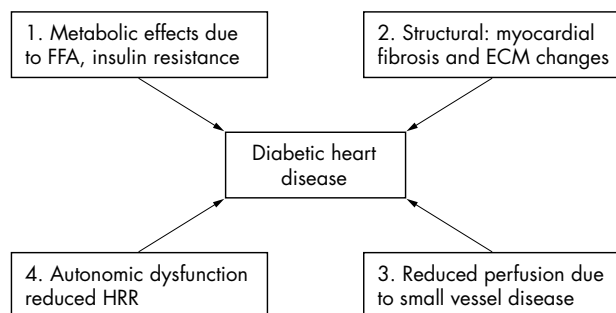 1. Metabolic effects due
to FFA, insulin resistance
2. Structural: myocardial
fibrosis and ECM changes
Diabetic heart
disease
4. Autonomic dysfunction
reduced HRR
3. Reduced perfusion due
to small vessel disease